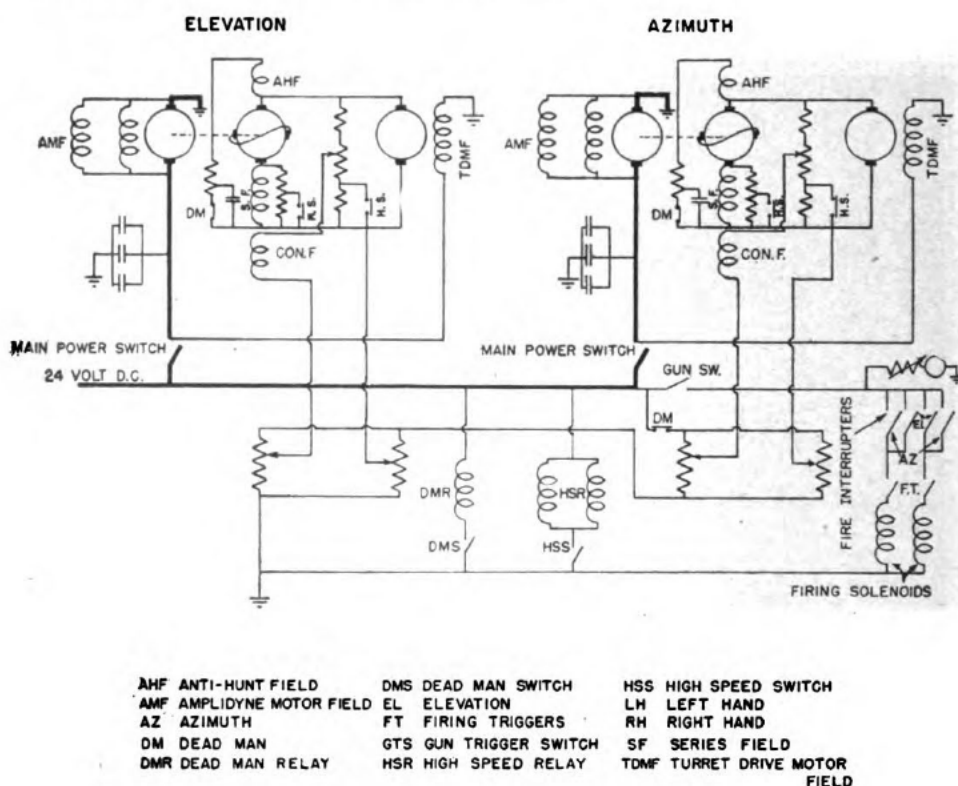 ELEVATION
AZIMUTH
AHF
AHF
AMF
AMF
TDMF
TDMF
S.F.
S.F.
H.S.
H.S.
H.S.
DM
DM
CON.F
CON.F.
MAIN POWER SWITCH
MAIN POWER SWITCH
24 VOLT D.C.
GUN SW.
DM
EL
AZ
F.T.
FIRE INTERRUPTERS
DMR
HSR
DMS
HSS
FIRING SOLENOIDS
AHF ANTI-HUNT FIELD
AMF AMPLIDYNE MOTOR FIELD
AZ AZIMUTH
DM DEAD MAN
DMR DEAD MAN RELAY
DMS DEAD MAN SWITCH
EL ELEVATION
FT FIRING TRIGGERS
GTS GUN TRIGGER SWITCH
HSR HIGH SPEED RELAY
HSS HIGH SPEED SWITCH
LH LEFT HAND
RH RIGHT HAND
SF SERIES FIELD
TDMF TURRET DRIVE MOTOR
FIELD